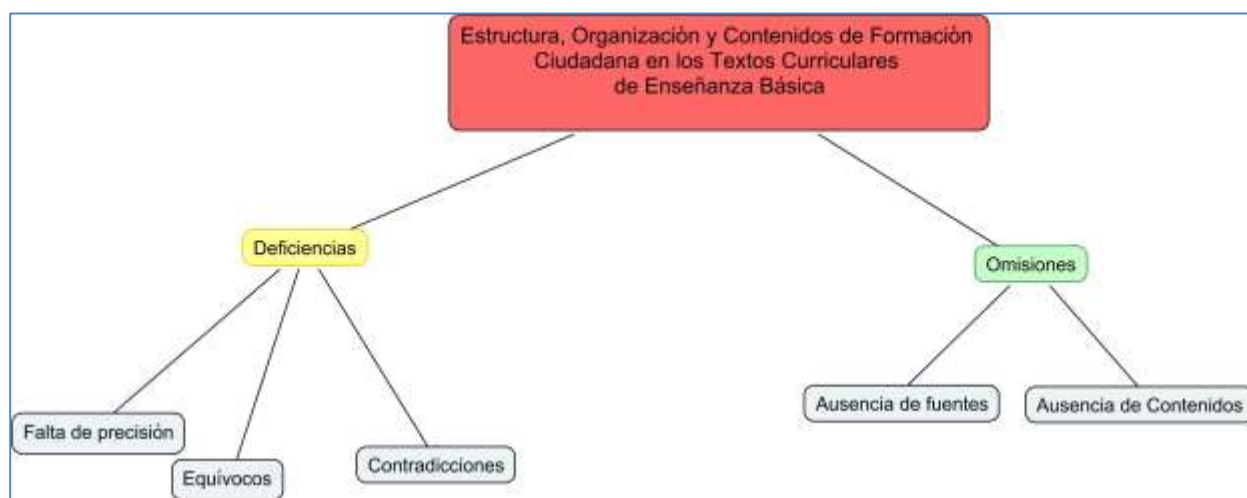 Estructura, Organización y Contenidos de Formación
Ciudadana en los Textos Curriculares
de Enseñanza Básica
Deficiencias
Omisiones
Falta de precisión
Equívocos
Contradicciones
Ausencia de fuentes
Ausencia de Contenidos